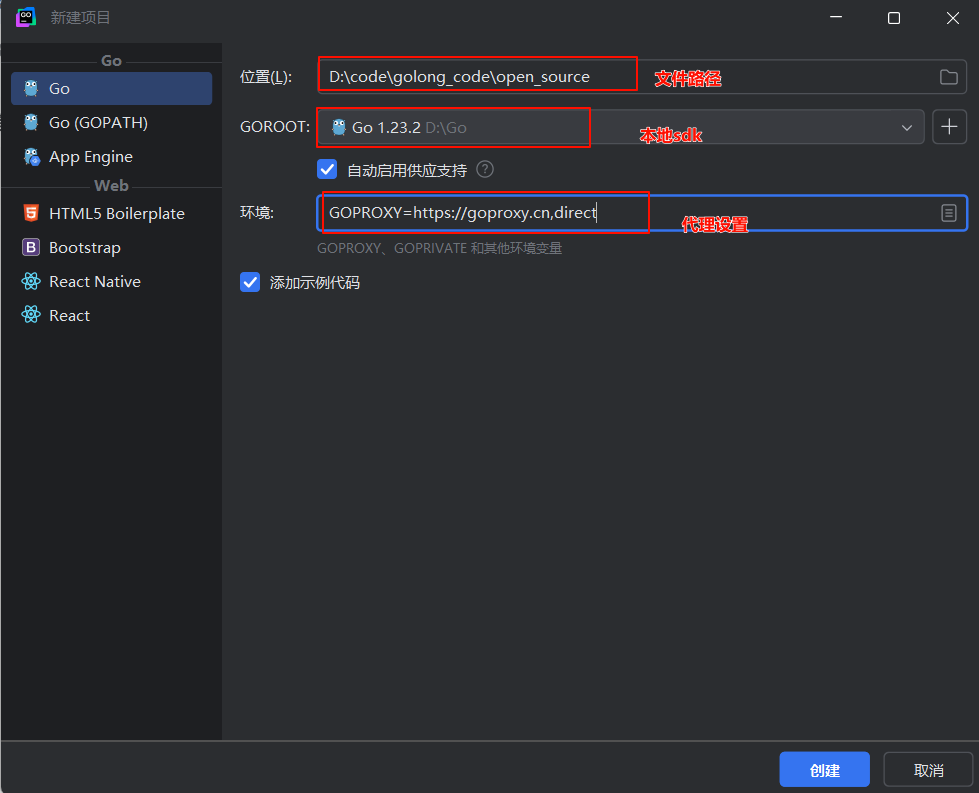 新建项目
Go
Go
Go (GOPATH)
App Engine
Web
HTML5 Boilerplate
Bootstrap
React Native
React
位置(L):
D:\code\golong_code\open_source
文件路径
GOROOT:
Go 1.23.2 D:\Go
本地sdk
自动启用供应支持
环境:
GOPROXY=https://goproxy.cn,direct
代理设置
GOPROXY、GOPRIVATE 和其他环境变量
添加示例代码
创建
取消